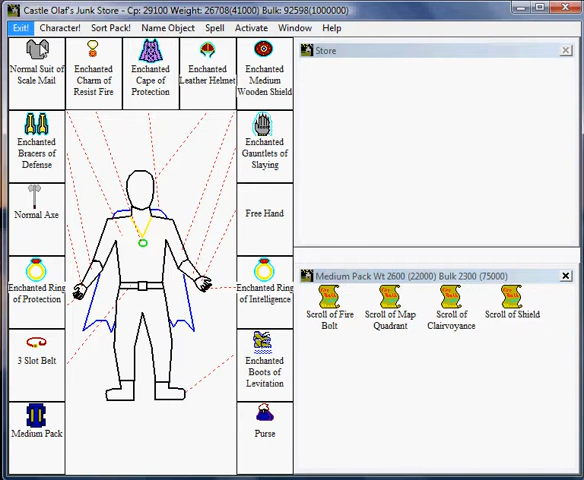 Castle Olaf's Junk Store - Cp: 29100 Weight: 26708(41000) Bulk: 92598(1000000)
Exit! Character! Sort Pack! Name Object Spell Activate Window Help
Normal Suit of
Scale Mail
Enchanted
Charm of
Resist Fire
Enchanted
Cape of
Protection
Enchanted
Leather Helmet
Enchanted
Medium
Wooden Shield
Store
Enchanted
Bracers of
Defense
Enchanted
Gauntlets of
Slaying
Normal Axe
Free Hand
Enchanted Ring
of Protection
Enchanted Ring
of Intelligence
Medium Pack Wt 2600 (22000) Bulk 2300 (75000)
Scroll of Fire
Bolt
Scroll of Map
Quadrant
Scroll of
Clairvoyance
Scroll of Shield
3 Slot Belt
Enchanted
Boots of
Levitation
Medium Pack
Purse